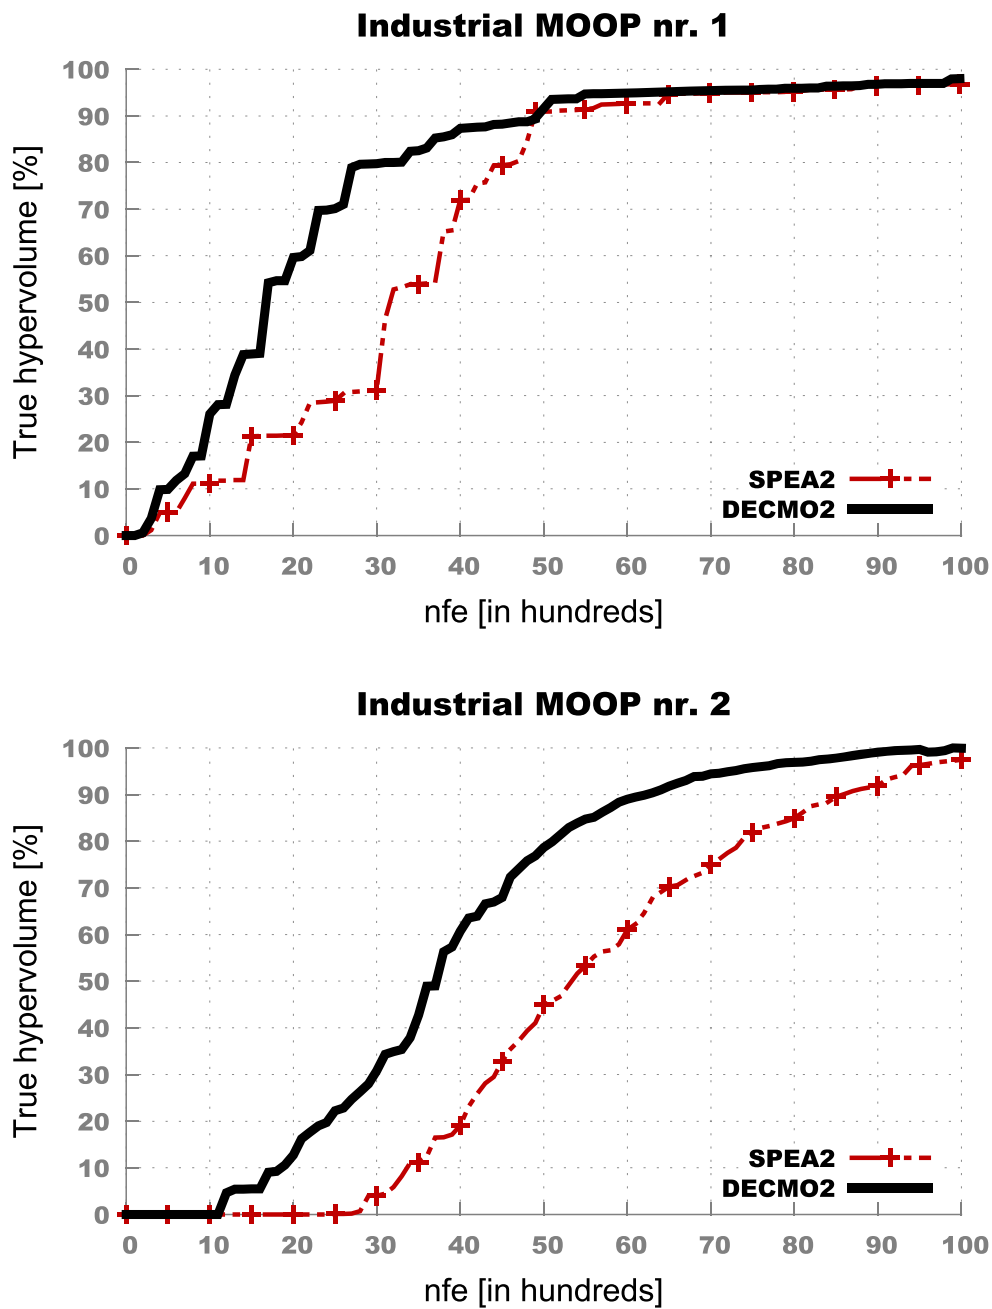 Industrial MOOP nr. 1
True hypervolume [%]
100
90
80
70
60
50
40
30
20
10
0
SPEA2
DECMO2
0 10 20 30 40 50 60 70 80 90 100
nfe [in hundreds]
Industrial MOOP nr. 2
True hypervolume [%]
100
90
80
70
60
50
40
30
20
10
0
SPEA2
DECMO2
0 10 20 30 40 50 60 70 80 90 100
nfe [in hundreds]